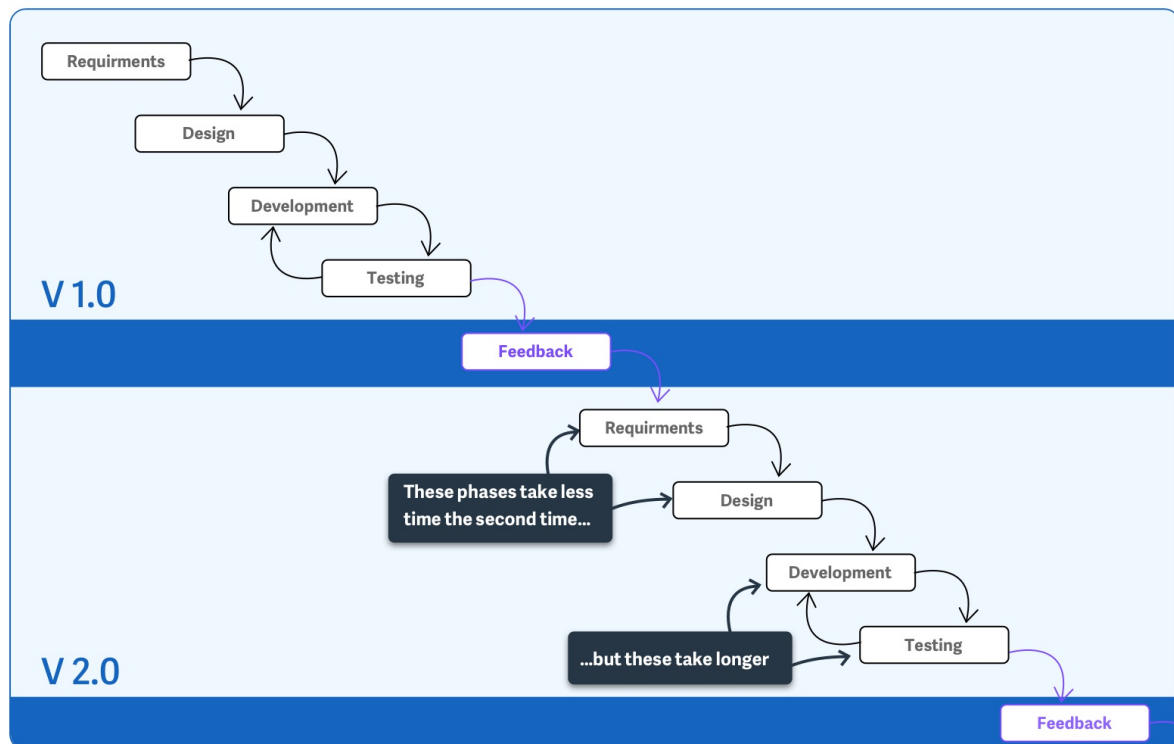 Requirments
Design
Development
Testing
V 1.0
Feedback
Requirments
These phases take less
time the second time...
Design
Development
...but these take longer
Testing
V 2.0
Feedback